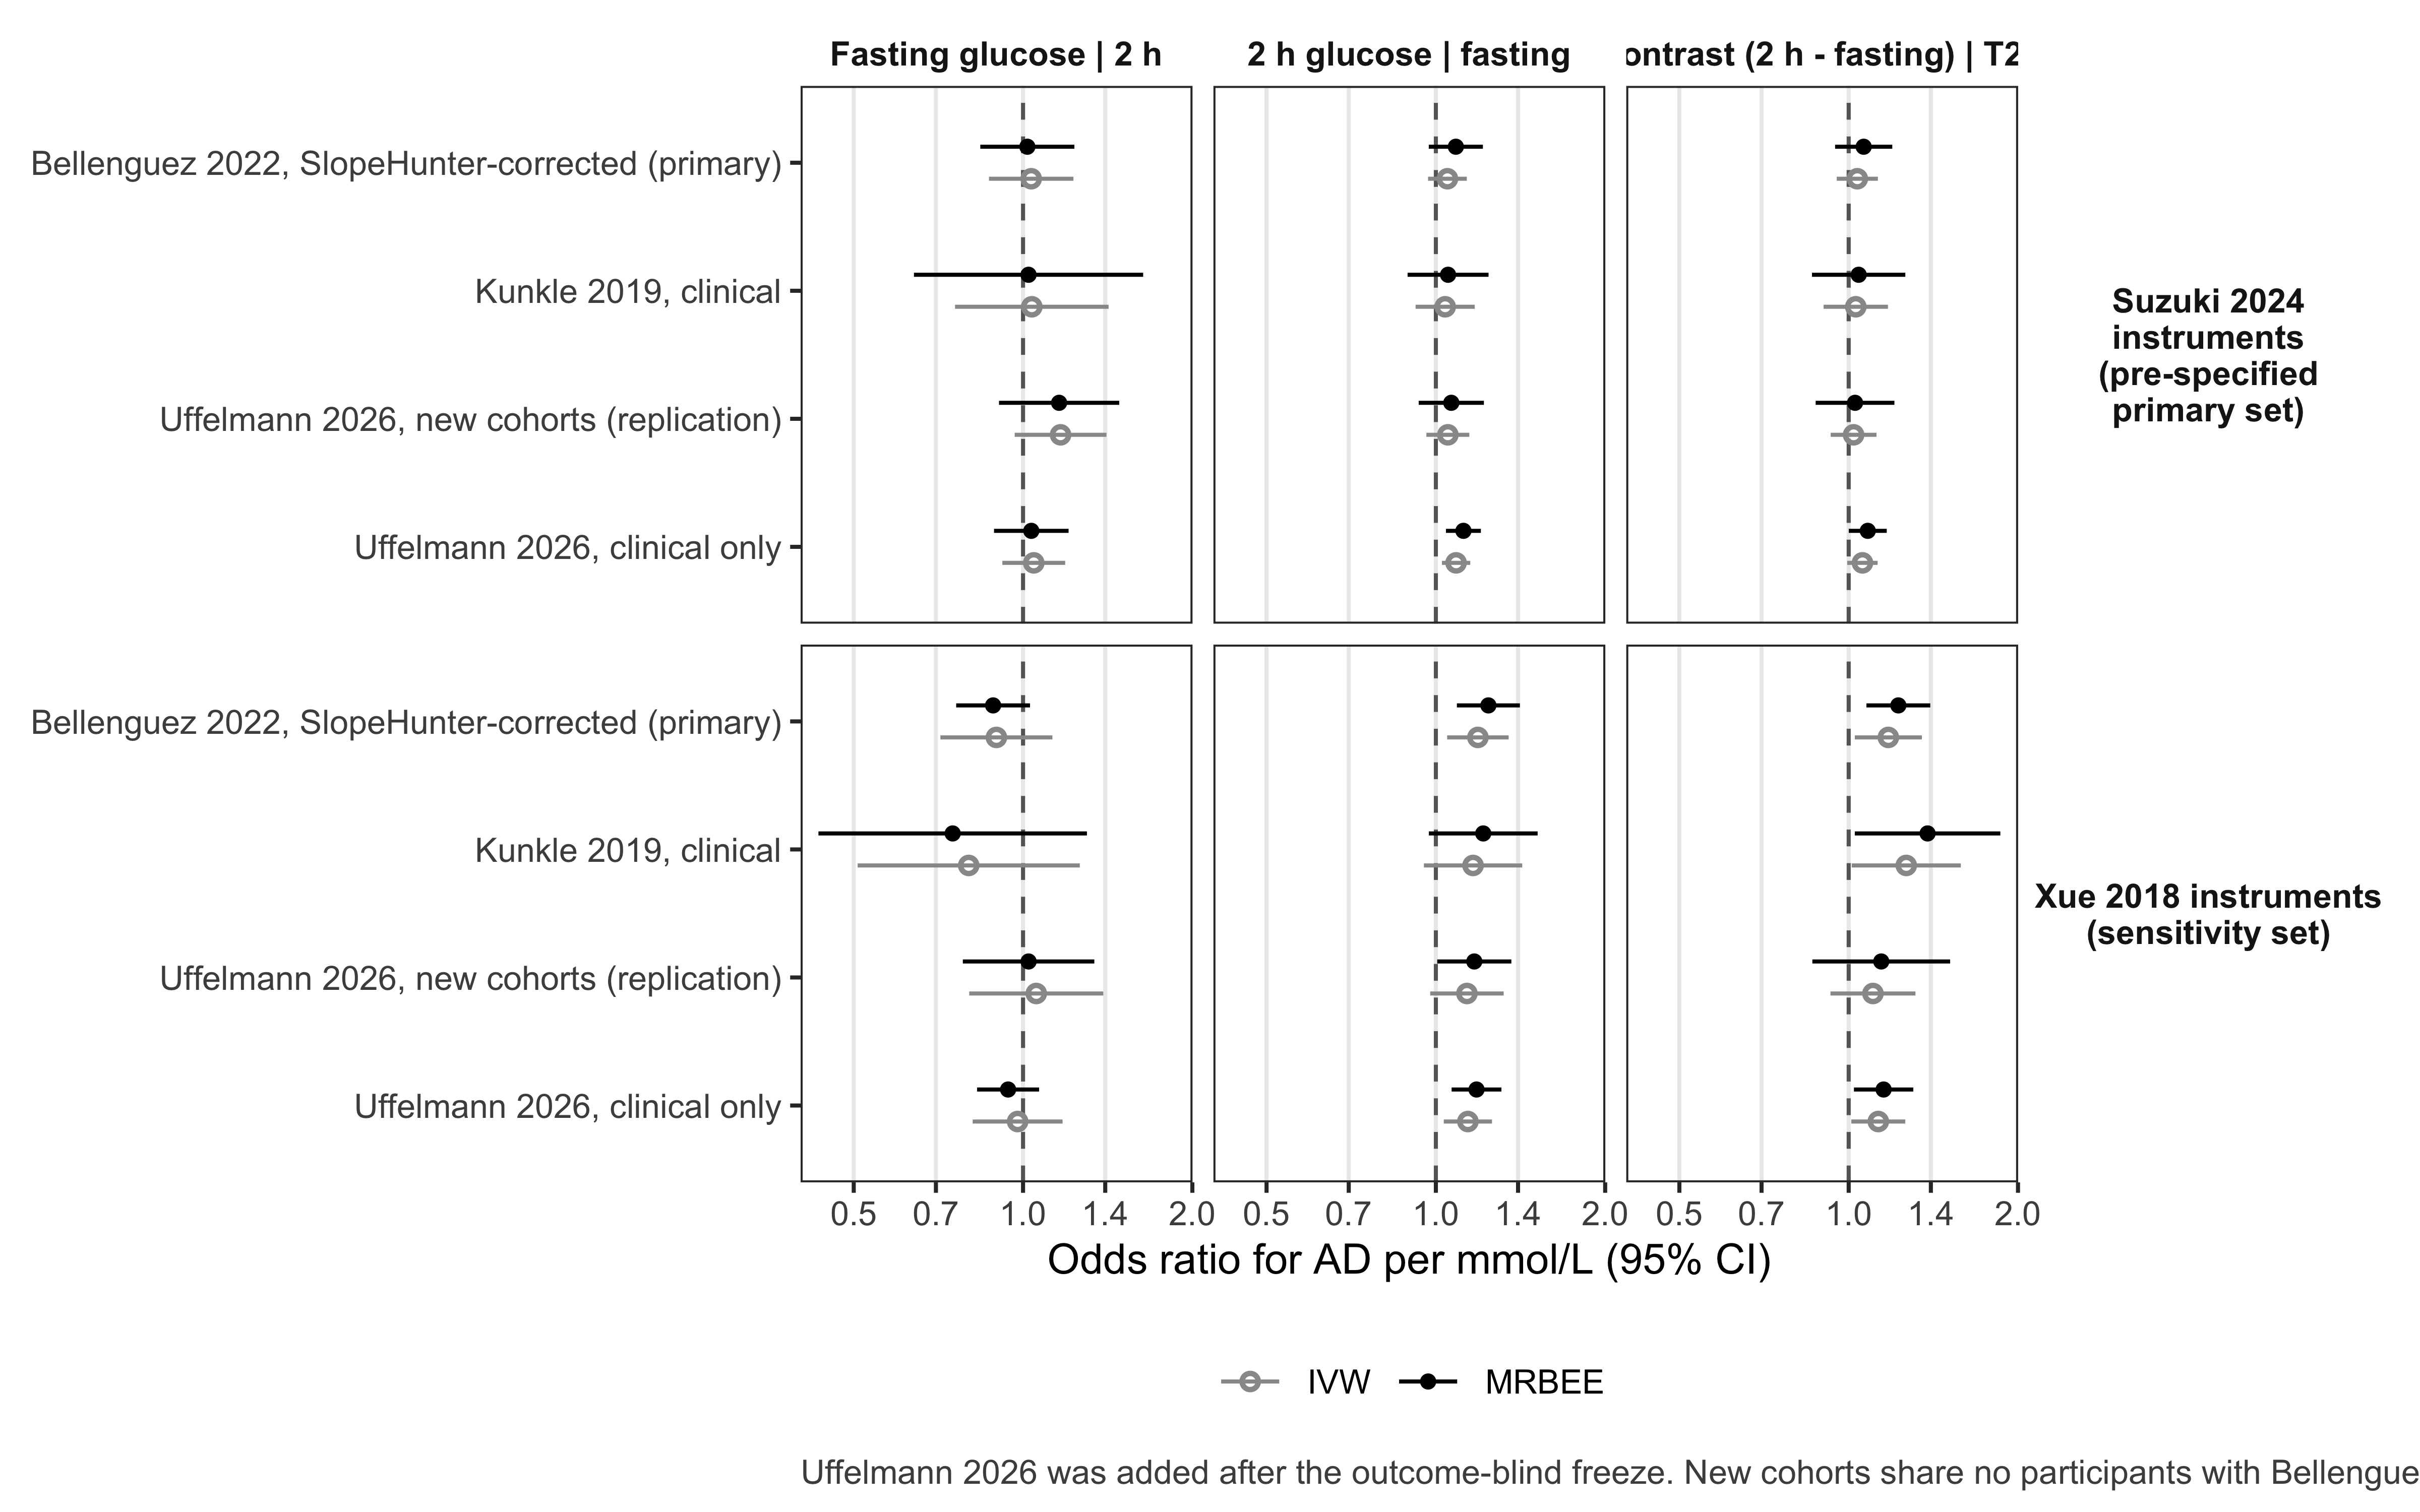 Fasting glucose | 2 h
2 h glucose | fasting
ontrast (2 h - fasting) | T2
Bellenguez 2022, SlopeHunter-corrected (primary)
Kunkle 2019, clinical
Uffelmann 2026, new cohorts (replication)
Uffelmann 2026, clinical only
Suzuki 2024
instruments
(pre-specified
primary set)
Bellenguez 2022, SlopeHunter-corrected (primary)
Kunkle 2019, clinical
Uffelmann 2026, new cohorts (replication)
Uffelmann 2026, clinical only
Xue 2018 instruments
(sensitivity set)
0.5 0.7 1.0 1.4 2.0 0.5 0.7 1.0 1.4 2.0 0.5 0.7 1.0 1.4 2.0
Odds ratio for AD per mmol/L (95% CI)
IVW MRBEE
Uffelmann 2026 was added after the outcome-blind freeze. New cohorts share no participants with Bellengue